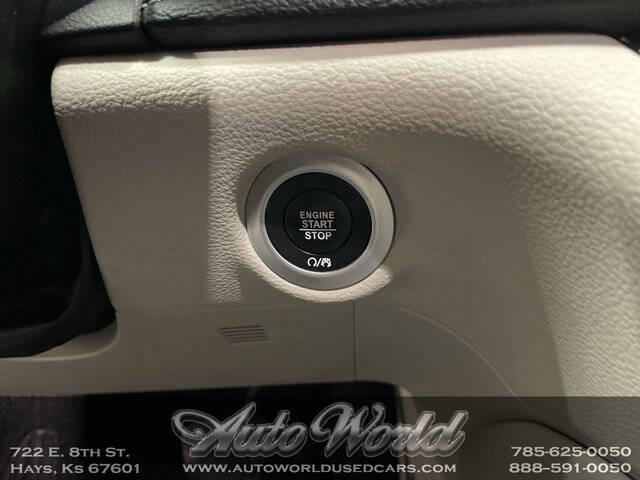 ENGINE
START
STOP
Auto World
722 E. 8TH ST.
HAYS, KS 67601
WWW.AUTOWORLDUSEDCARS.COM
785-625-0050
888-591-0050